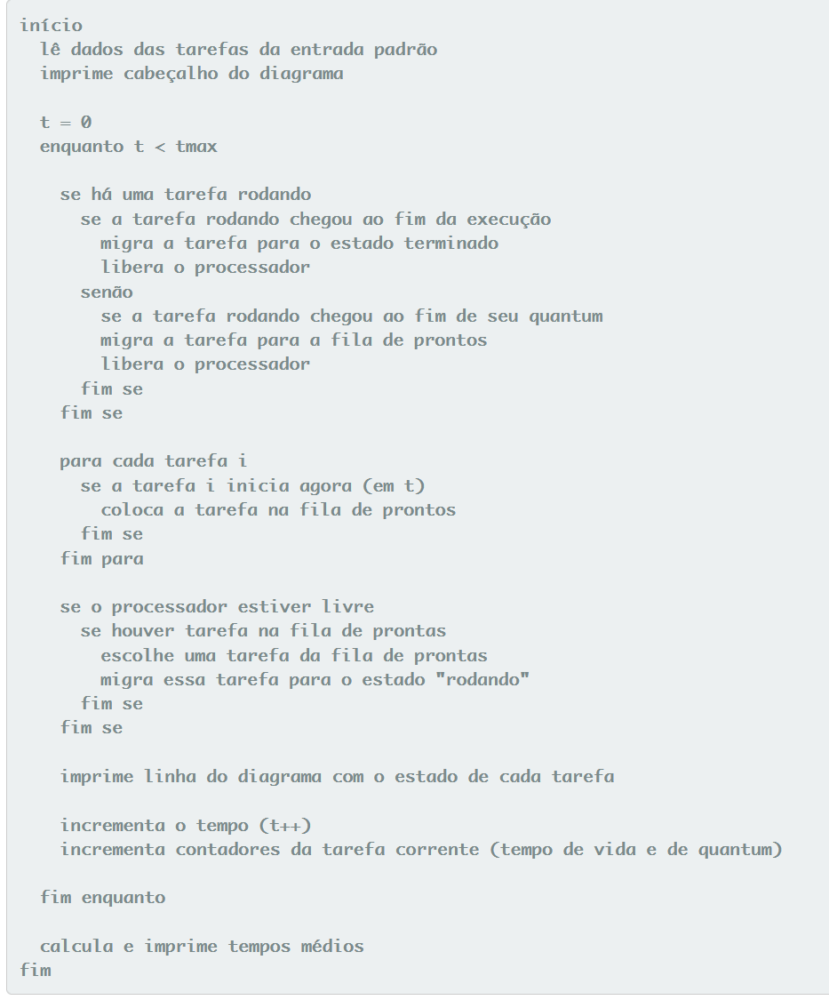 início
lê dados das tarefas da entrada padrão
imprime cabeçalho do diagrama
t = 0
enquanto t < tmax
se há uma tarefa rodando
se a tarefa rodando chegou ao fim da execução
migra a tarefa para o estado terminado
libera o processador
senão
se a tarefa rodando chegou ao fim de seu quantum
migra a tarefa para a fila de prontos
libera o processador
fim se
fim se
para cada tarefa i
se a tarefa i inicia agora (em t)
coloca a tarefa na fila de prontos
fim se
fim para
se o processador estiver livre
se houver tarefa na fila de prontas
escolhe uma tarefa da fila de prontas
migra essa tarefa para o estado "rodando"
fim se
fim se
imprime linha do diagrama com o estado de cada tarefa
incrementa o tempo (t++)
incrementa contadores da tarefa corrente (tempo de vida e de quantum)
fim enquanto
calcula e imprime tempos médios
fim